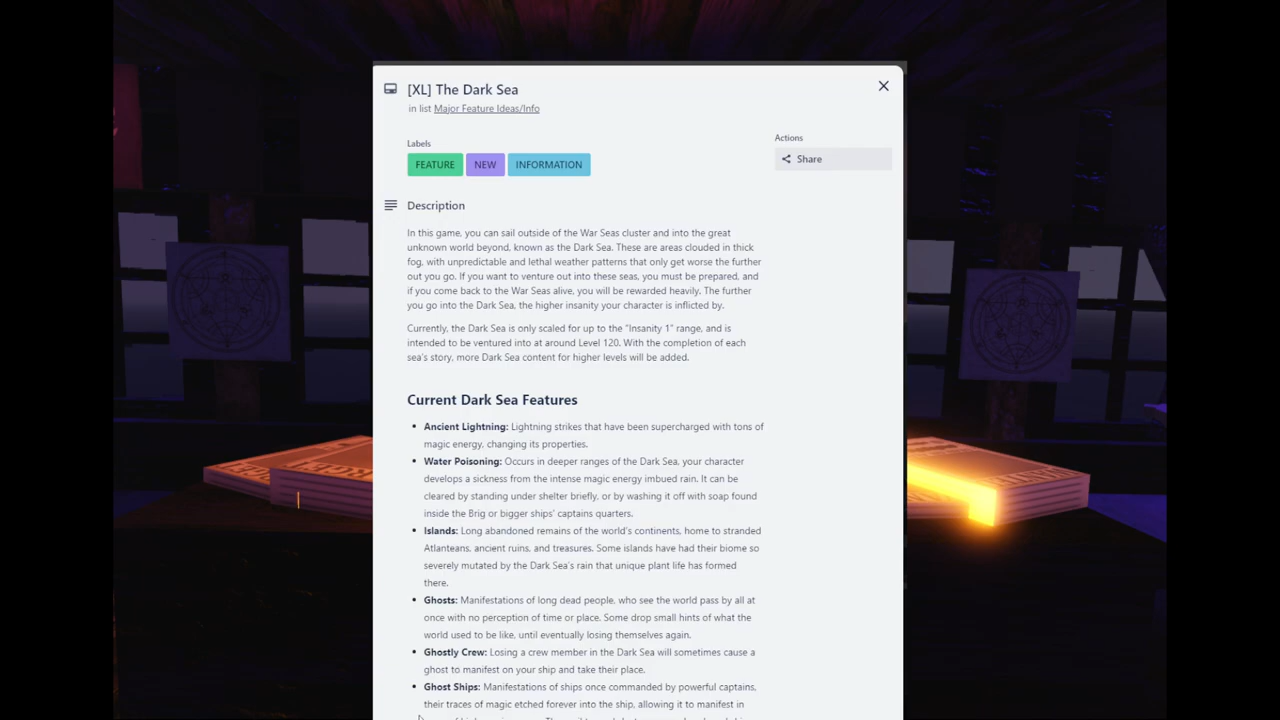 [XL] The Dark Sea
in list Major Feature Ideas/Info
Labels
Actions
FEATURE NEW INFORMATION
Share
Description
In this game, you can sail outside of the War Seas cluster and into the great
unknown world beyond, known as the Dark Sea. These are areas clouded in thick
fog, with unpredictable and lethal weather patterns that only get worse the further
out you go. If you want to venture out into these seas, you must be prepared, and
if you come back to the War Seas alive, you will be rewarded heavily. The further
you go into the Dark Sea, the higher insanity your character is inflicted by.
Currently, the Dark Sea is only scaled for up to the "Insanity 1" range, and is
intended to be ventured into at around Level 120. With the completion of each
sea's story, more Dark Sea content for higher levels will be added.
Current Dark Sea Features
• Ancient Lightning: Lightning strikes that have been supercharged with tons of
magic energy, changing its properties.
• Water Poisoning: Occurs in deeper ranges of the Dark Sea, your character
develops a sickness from the intense magic energy imbued rain. It can be
cleared by standing under shelter briefly, or by washing it off with soap found
inside the Brig or bigger ships' captains quarters.
• Islands: Long abandoned remains of the world's continents, home to stranded
Atlanteans, ancient ruins, and treasures. Some islands have had their biome so
severely mutated by the Dark Sea's rain that unique plant life has formed
there.
• Ghosts: Manifestations of long dead people, who see the world pass by all at
once with no perception of time or place. Some drop small hints of what the
world used to be like, until eventually losing themselves again.
• Ghostly Crew: Losing a crew member in the Dark Sea will sometimes cause a
ghost to manifest on your ship and take their place.
• Ghost Ships: Manifestations of ships once commanded by powerful captains,
their traces of magic etched forever into the ship, allowing it to manifest in